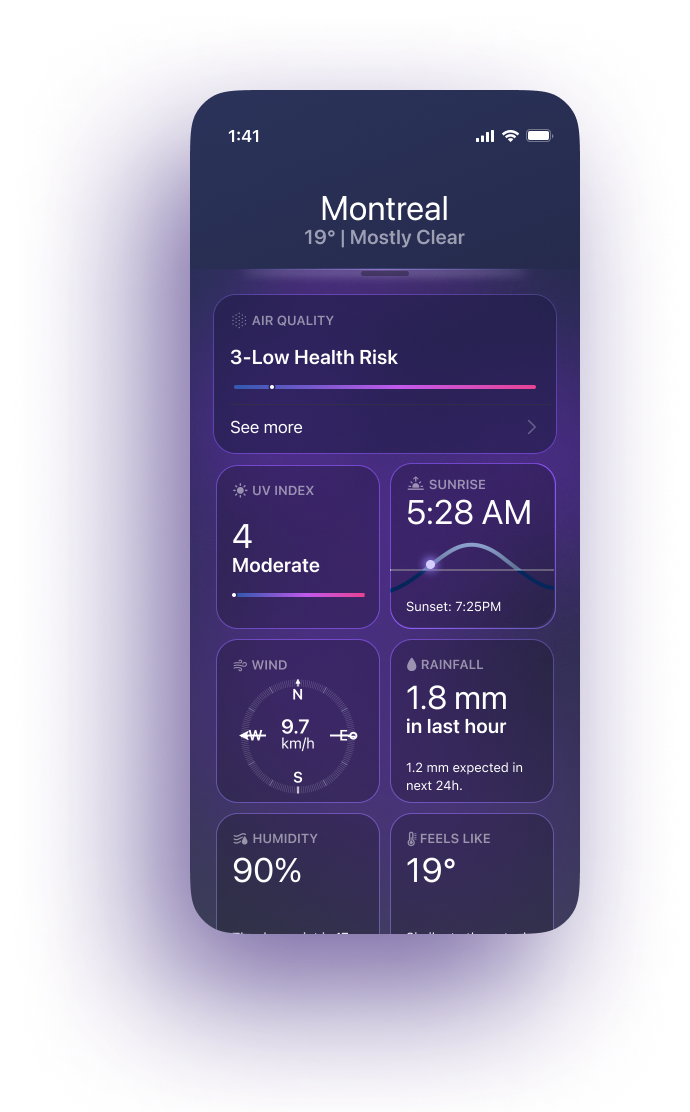 1:41
Montreal
19° | Mostly Clear
AIR QUALITY
3-Low Health Risk
See more
UV INDEX
4
Moderate
SUNRISE
5:28 AM
Sunset: 7:25PM
WIND
N
W
9.7
E
km/h
S
RAINFALL
1.8 mm
in last hour
1.2 mm expected in
next 24h.
HUMIDITY
90%
FEELS LIKE
19°